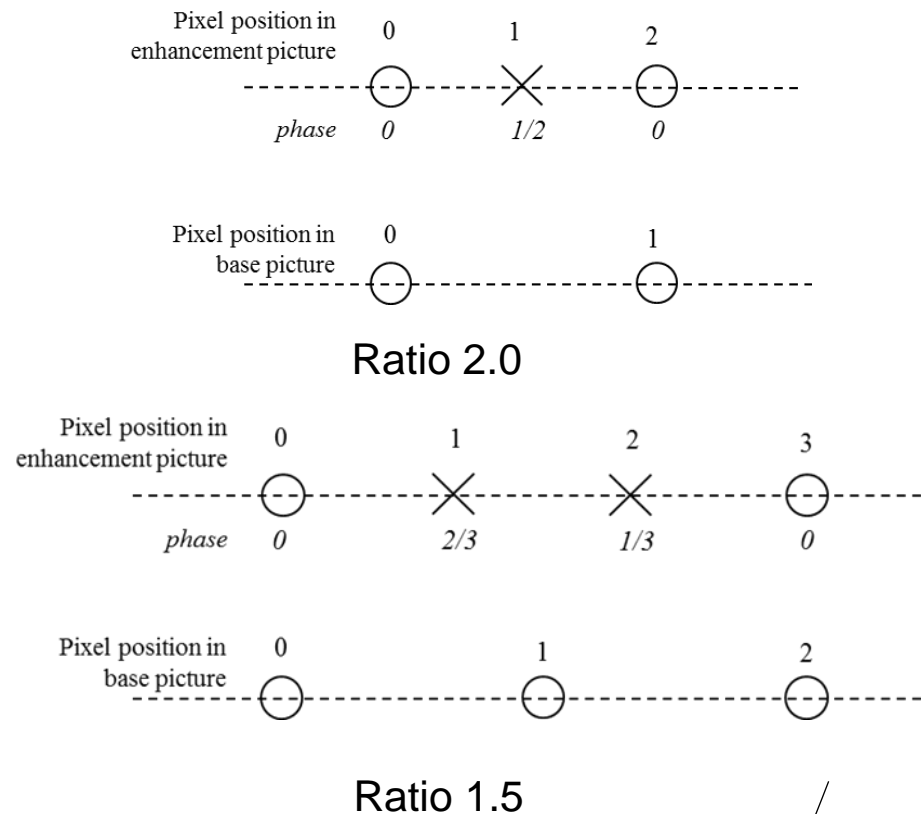 Pixel position in
enhancement picture
0 1 2
phase 0 1/2 0
Pixel position in
base picture
0 1
Ratio 2.0
Pixel position in
enhancement picture
0 1 2 3
phase 0 2/3 1/3 0
Pixel position in
base picture
0 1 2
Ratio 1.5
/